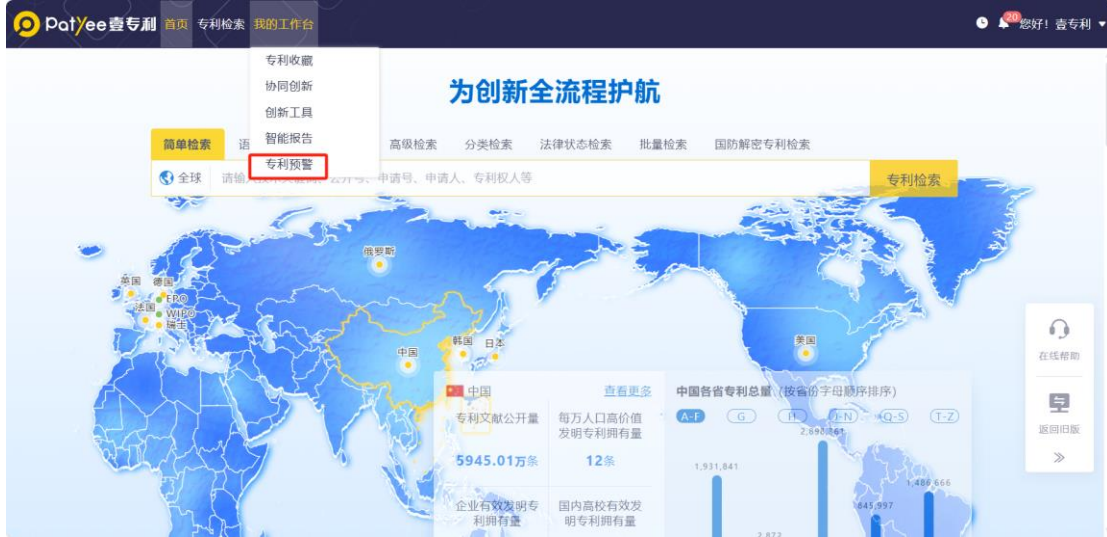 PatYee壹专利 首页 专利检索 我的工作台 20 您好！壹专利
专利收藏
协同创新
创新工具
智能报告
专利预警
为创新全流程护航
简单检索 语 高级检索 分类检索 法律状态检索 批量检索 国防解密专利检索
全球 请输 申请号、申请人、专利权人等 专利检索
俄罗斯
英国 德国
法国 EPO
WIPO
瑞士
中国
韩国 日本
美国
在线帮助
返回旧版
中国 查看更多
专利文献公开量
5945.01万条
每万人口高价值
发明专利拥有量
12条
企业有效发明专
利拥有量
国内高校有效发
明专利拥有量
中国各省专利总量（按省份字母顺序排序）
A-F G Q-S T-Z
1,931,841
2,872
1,486,666